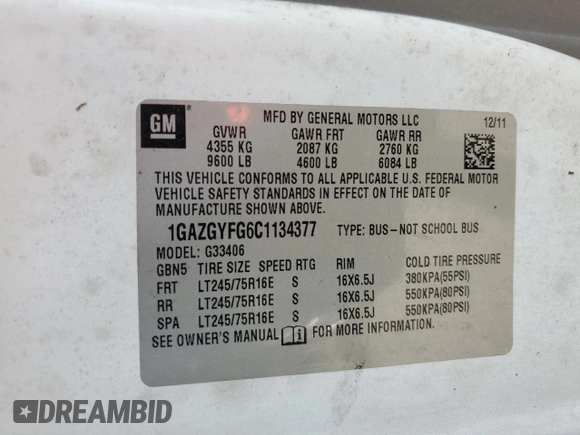 GM
MFD BY GENERAL MOTORS LLC 12/11
GVWR GAWR FRT GAWR RR
4355 KG 2087 KG 2760 KG
9600 LB 4600 LB 6084 LB
THIS VEHICLE CONFORMS TO ALL APPLICABLE U.S. FEDERAL MOTOR
VEHICLE SAFETY STANDARDS IN EFFECT ON THE DATE OF
MANUFACTURE SHOWN ABOVE.
1GAZGYFG6C1134377 TYPE: BUS-NOT SCHOOL BUS
MODEL: G33406
GBN5 TIRE SIZE SPEED RTG RIM COLD TIRE PRESSURE
FRT LT245/75R16E S 16X6.5J 380KPA(55PSI)
RR LT245/75R16E S 16X6.5J 550KPA(80PSI)
SPA LT245/75R16E S 16X6.5J 550KPA(80PSI)
SEE OWNER'S MANUAL FOR MORE INFORMATION.
DREAMBID